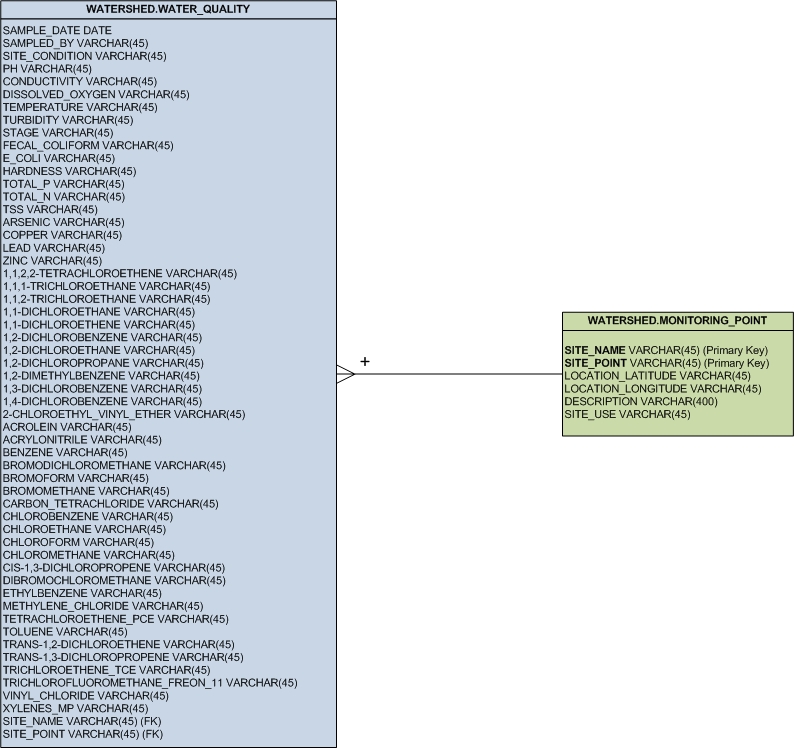 WATERSHED.WATER_QUALITY
SAMPLE_DATE DATE
SAMPLED_BY VARCHAR(45)
SITE_CONDITION VARCHAR(45)
PH VARCHAR(45)
CONDUCTIVITY VARCHAR(45)
DISSOLVED_OXYGEN VARCHAR(45)
TEMPERATURE VARCHAR(45)
TURBIDITY VARCHAR(45)
STAGE VARCHAR(45)
FECAL_COLIFORM VARCHAR(45)
E_COLI VARCHAR(45)
HARDNESS VARCHAR(45)
TOTAL_P VARCHAR(45)
TOTAL_N VARCHAR(45)
TSS VARCHAR(45)
ARSENIC VARCHAR(45)
COPPER VARCHAR(45)
LEAD VARCHAR(45)
ZINC VARCHAR(45)
1,1,2,2-TETRACHLOROETHENE VARCHAR(45)
1,1,1-TRICHLOROETHANE VARCHAR(45)
1,1,2-TRICHLOROETHANE VARCHAR(45)
1,1-DICHLOROETHANE VARCHAR(45)
1,1-DICHLOROETHENE VARCHAR(45)
1,2-DICHLOROBENZENE VARCHAR(45)
1,2-DICHLOROETHANE VARCHAR(45)
1,2-DICHLOROPROPANE VARCHAR(45)
1,2-DIMETHYLBENZENE VARCHAR(45)
1,3-DICHLOROBENZENE VARCHAR(45)
1,4-DICHLOROBENZENE VARCHAR(45)
2-CHLOROETHYL_VINYL_ETHER VARCHAR(45)
ACROLEIN VARCHAR(45)
ACRYLONITRILE VARCHAR(45)
BENZENE VARCHAR(45)
BROMODICHLOROMETHANE VARCHAR(45)
BROMOFORM VARCHAR(45)
BROMOMETHANE VARCHAR(45)
CARBON_TETRACHLORIDE VARCHAR(45)
CHLOROBENZENE VARCHAR(45)
CHLOROETHANE VARCHAR(45)
CHLOROFORM VARCHAR(45)
CHLOROMETHANE VARCHAR(45)
CIS-1,3-DICHLOROPROPENE VARCHAR(45)
DIBROMOCHLOROMETHANE VARCHAR(45)
ETHYLBENZENE VARCHAR(45)
METHYLENE_CHLORIDE VARCHAR(45)
TETRACHLOROETHENE_PCE VARCHAR(45)
TOLUENE VARCHAR(45)
TRANS-1,2-DICHLOROETHENE VARCHAR(45)
TRANS-1,3-DICHLOROPROPENE VARCHAR(45)
TRICHLOROETHENE_TCE VARCHAR(45)
TRICHLOROFLUOROMETHANE_FREON_11 VARCHAR(45)
VINYL_CHLORIDE VARCHAR(45)
XYLENES_MP VARCHAR(45)
SITE_NAME VARCHAR(45) (FK)
SITE_POINT VARCHAR(45) (FK)
+
WATERSHED.MONITORING_POINT
SITE_NAME VARCHAR(45) (Primary Key)
SITE_POINT VARCHAR(45) (Primary Key)
LOCATION_LATITUDE VARCHAR(45)
LOCATION_LONGITUDE VARCHAR(45)
DESCRIPTION VARCHAR(400)
SITE_USE VARCHAR(45)